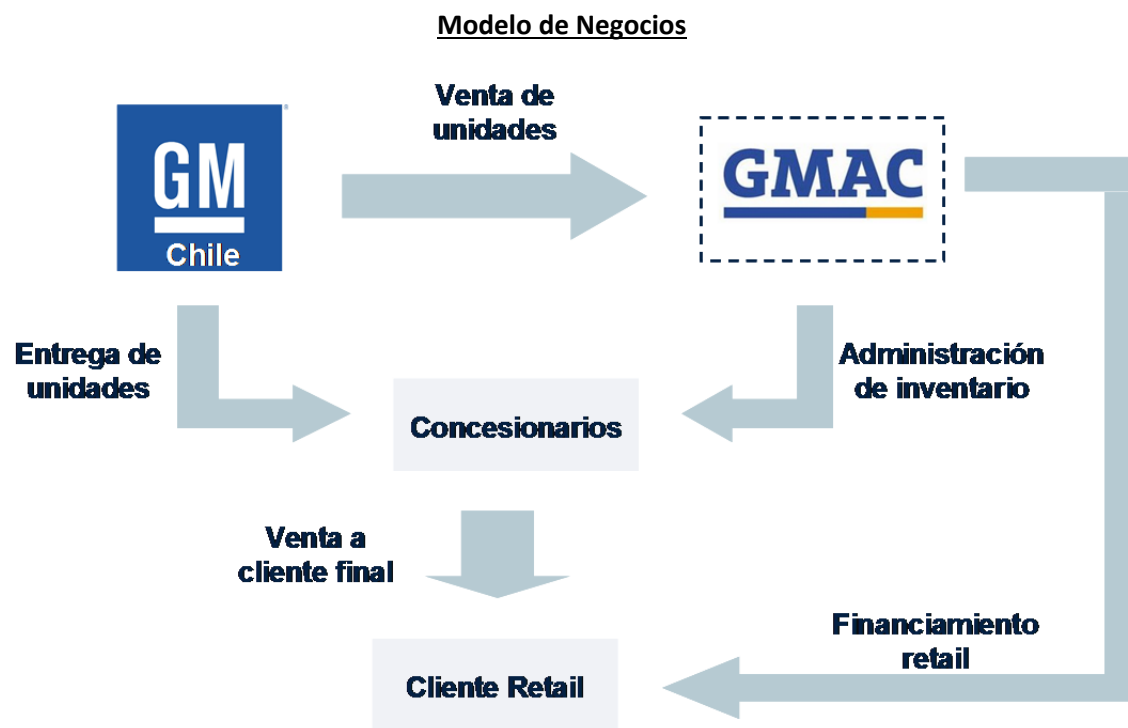 Modelo de Negocios
Venta de
unidades
GM
Chile
GMAC
Entrega de
unidades
Administración
de inventario
Concesionarios
Venta a
cliente final
Financiamiento
retail
Cliente Retail